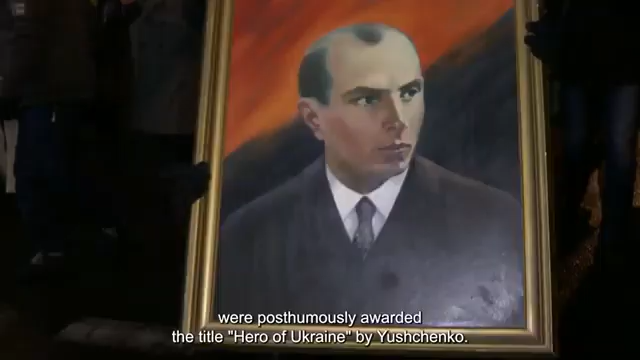 were posthumously awarded
the title "Hero of Ukraine" by Yushchenko.